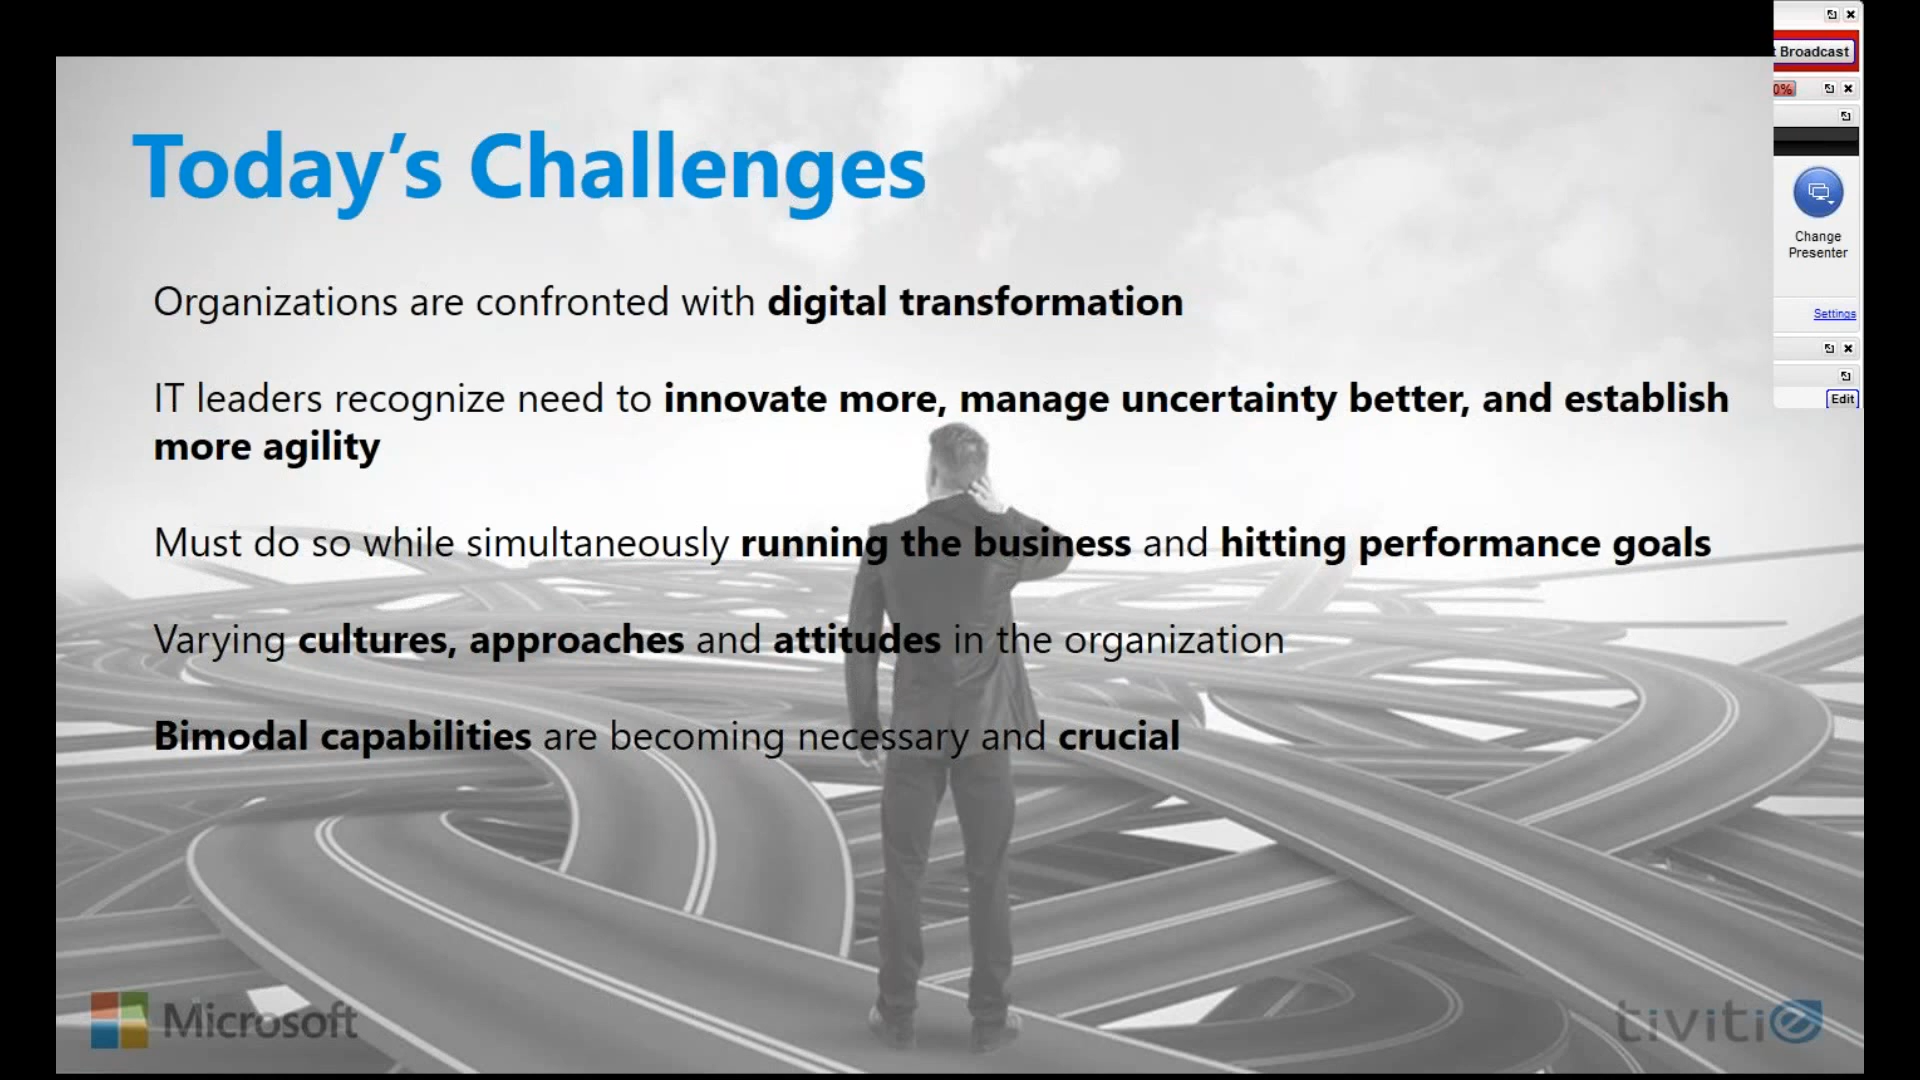 Today's Challenges
Organizations are confronted with digital transformation
IT leaders recognize need to innovate more, manage uncertainty better, and establish
more agility
Must do so while simultaneously running the business and hitting performance goals
Varying cultures, approaches and attitudes in the organization
Bimodal capabilities are becoming necessary and crucial
Microsoft
tivitie
t Broadcast
0%
Change
Presenter
Settings
Edit